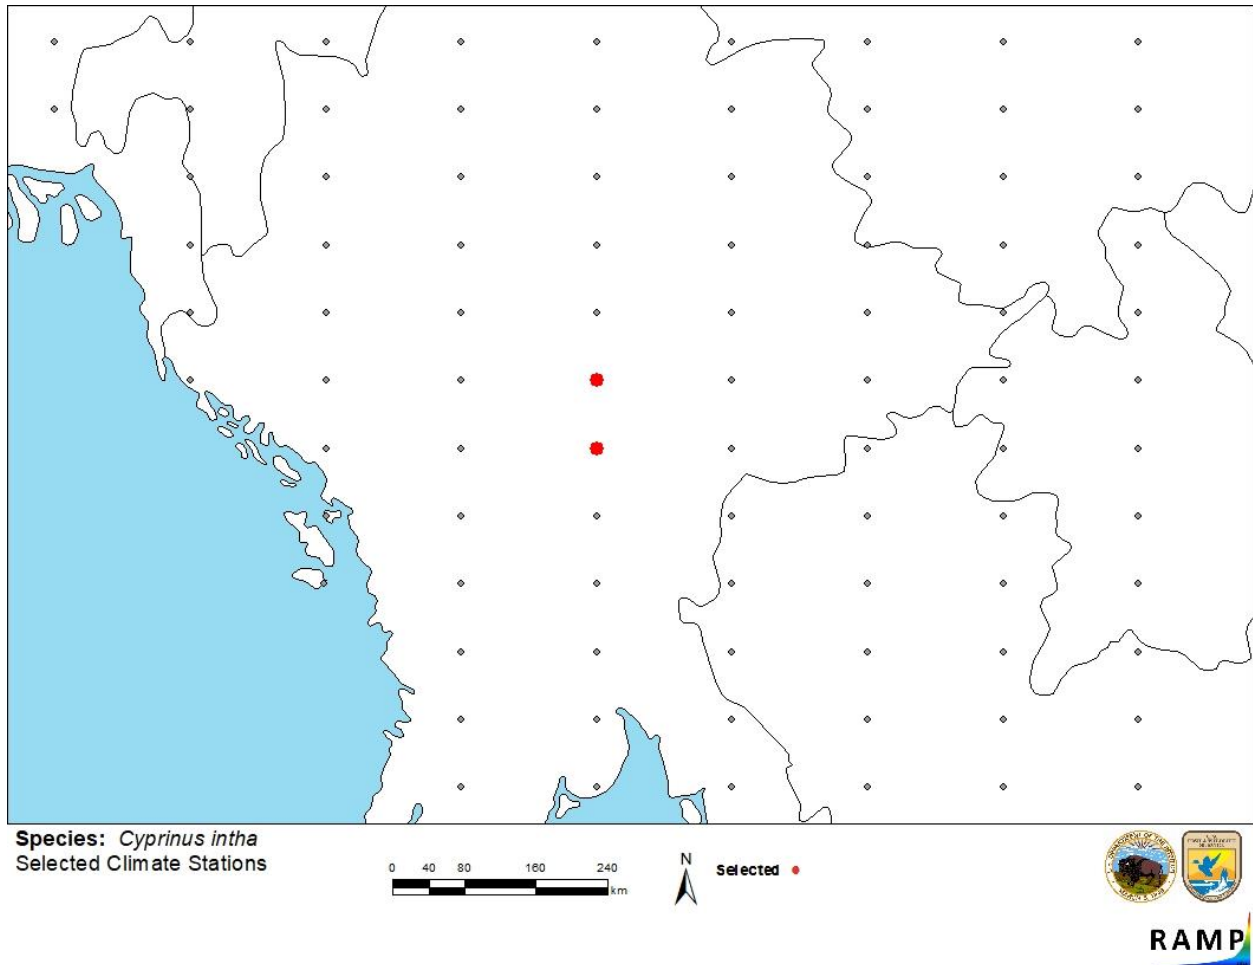 Species: Cyprinus intha
Selected Climate Stations
0 40 80 160 240
km
N
Selected
RAMP